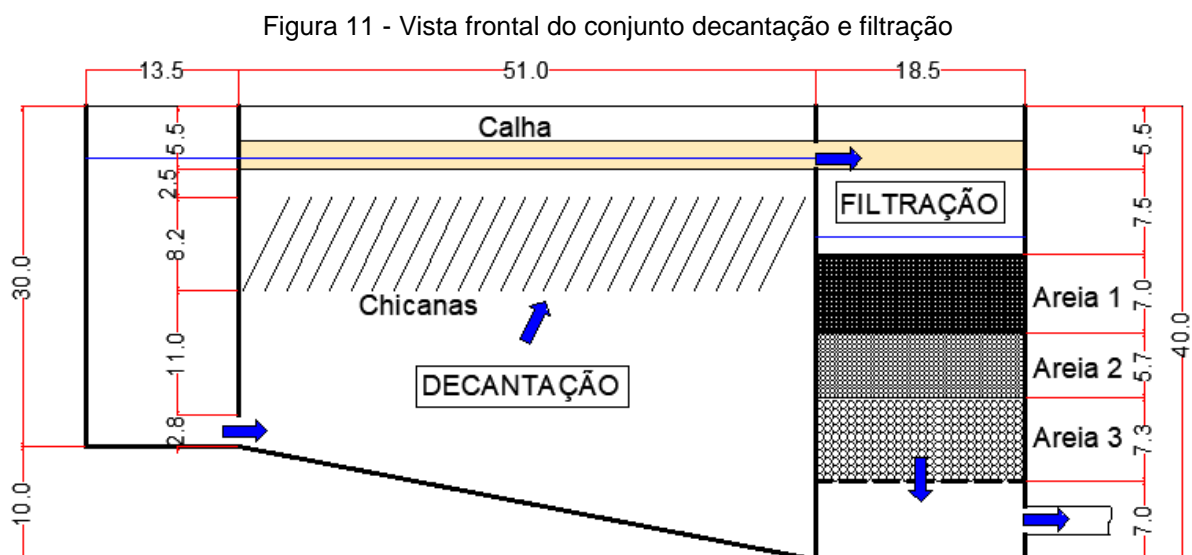 Figura 11 - Vista frontal do conjunto decantação e filtração
13.5
51.0
18.5
30.0
10.0
5.5
2.5
8.2
11.0
2.8
Calha
Chicanas
DECANTAÇÃO
FILTRAÇÃO
Areia 1
Areia 2
Areia 3
5.5
7.5
7.0
5.7
7.3
7.0
40.0